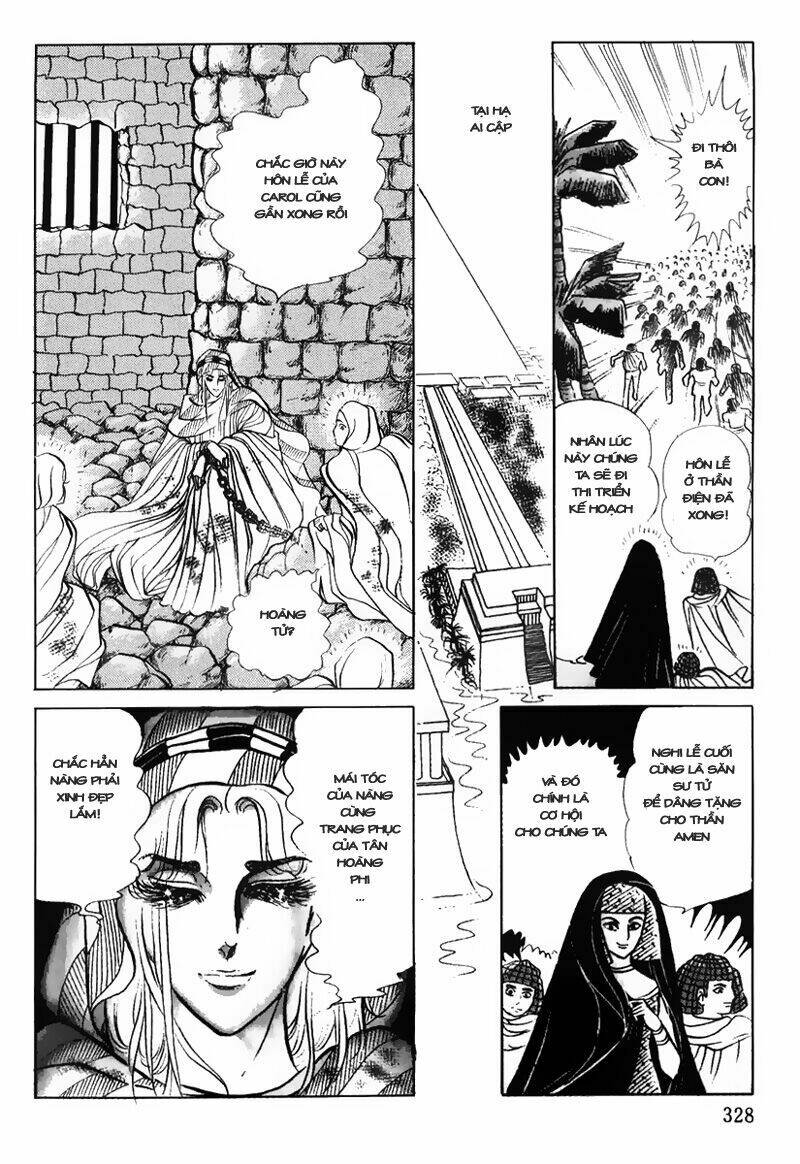 ĐI THÔI
BÀ
CON!
HÔN LỄ
Ở THẦN
ĐIỆN ĐÃ
XONG!
NHÂN LÚC
NÀY CHÚNG
TA SẼ ĐI
THI TRIỂN
KẾ HOẠCH
TẠI HẠ
AI CẬP
CHẮC GIỜ NÀY
HÔN LỄ CỦA
CAROL CŨNG
GẦN XONG RỒI
HOÀNG
TỬ?
NGHI LỄ CUỐI
CÙNG LÀ SĂN
SƯ TỬ
ĐỂ DÂNG TẶNG
CHO THẦN
AMEN
VÀ ĐÓ
CHÍNH LÀ
CƠ HỘI
CHO CHÚNG TA
MÁI TÓC
CỦA NÀNG
CÙNG
TRANG PHỤC
CỦA TÂN
HOÀNG
PHI
...
CHẮC HẲN
NÀNG PHẢI
XINH ĐẸP
LẮM!
328